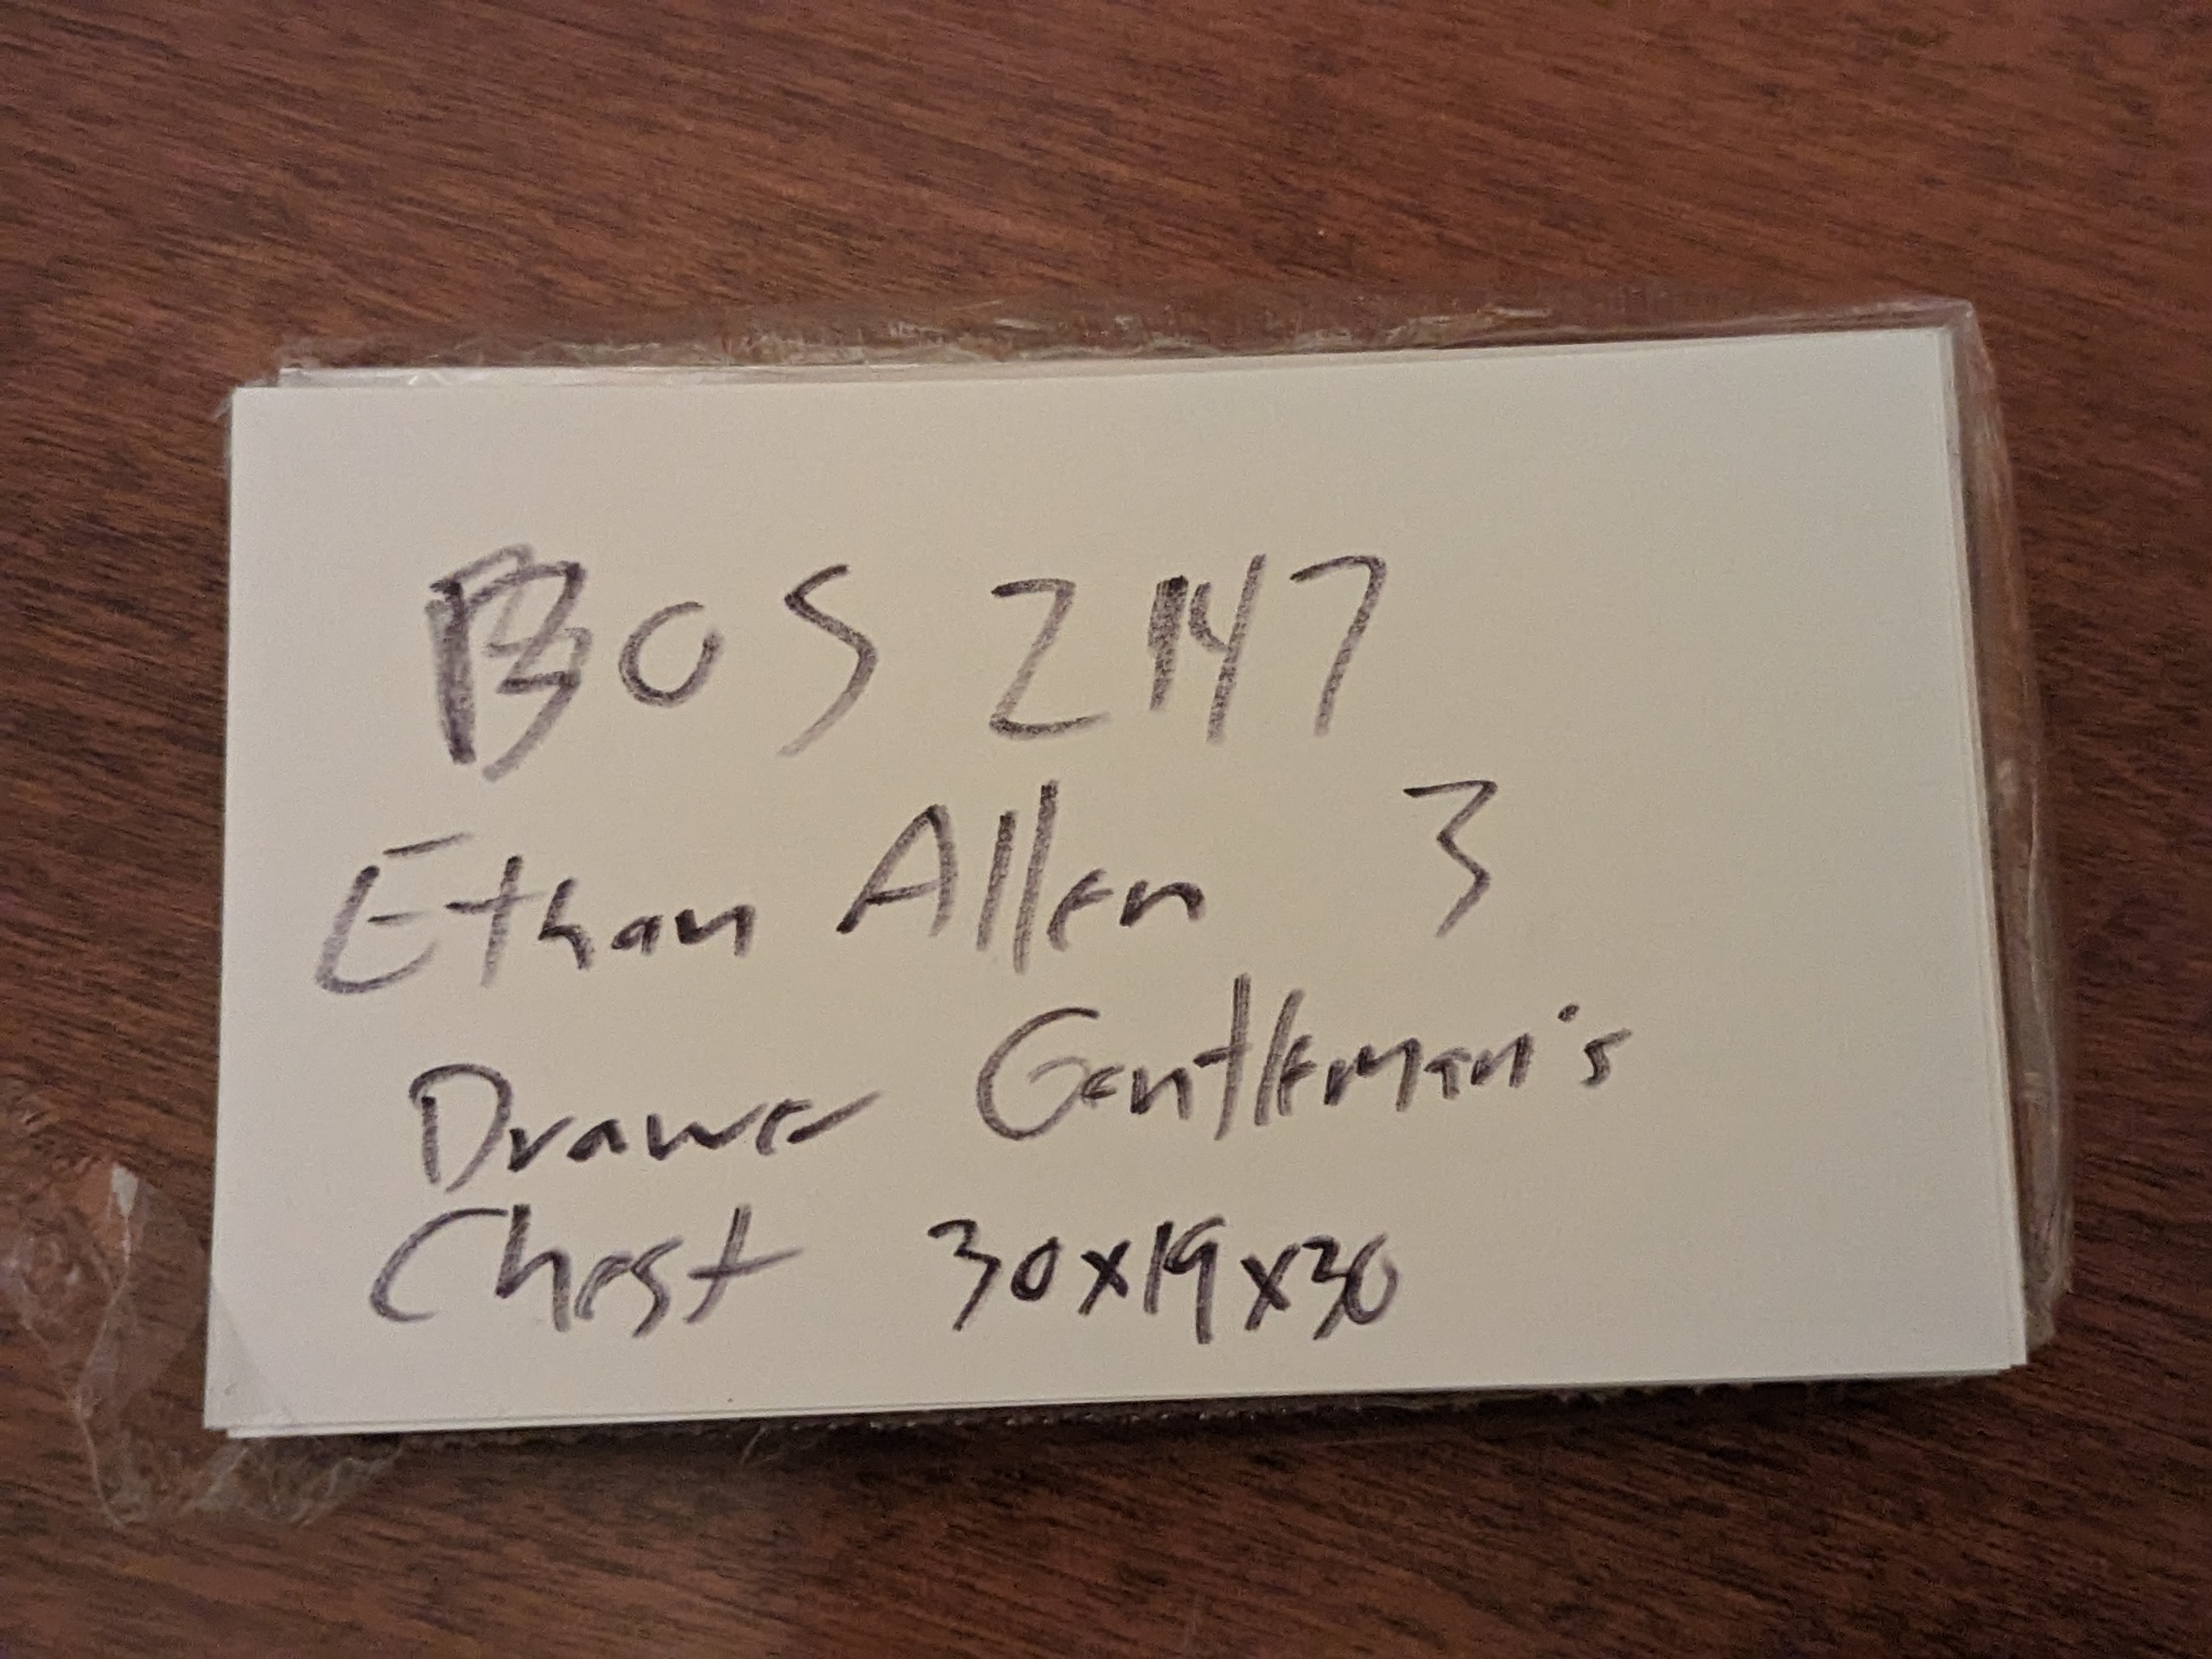 BOS 2147
Ethan Allen 3
Drawer Gentleman's
Chest 30x19x30